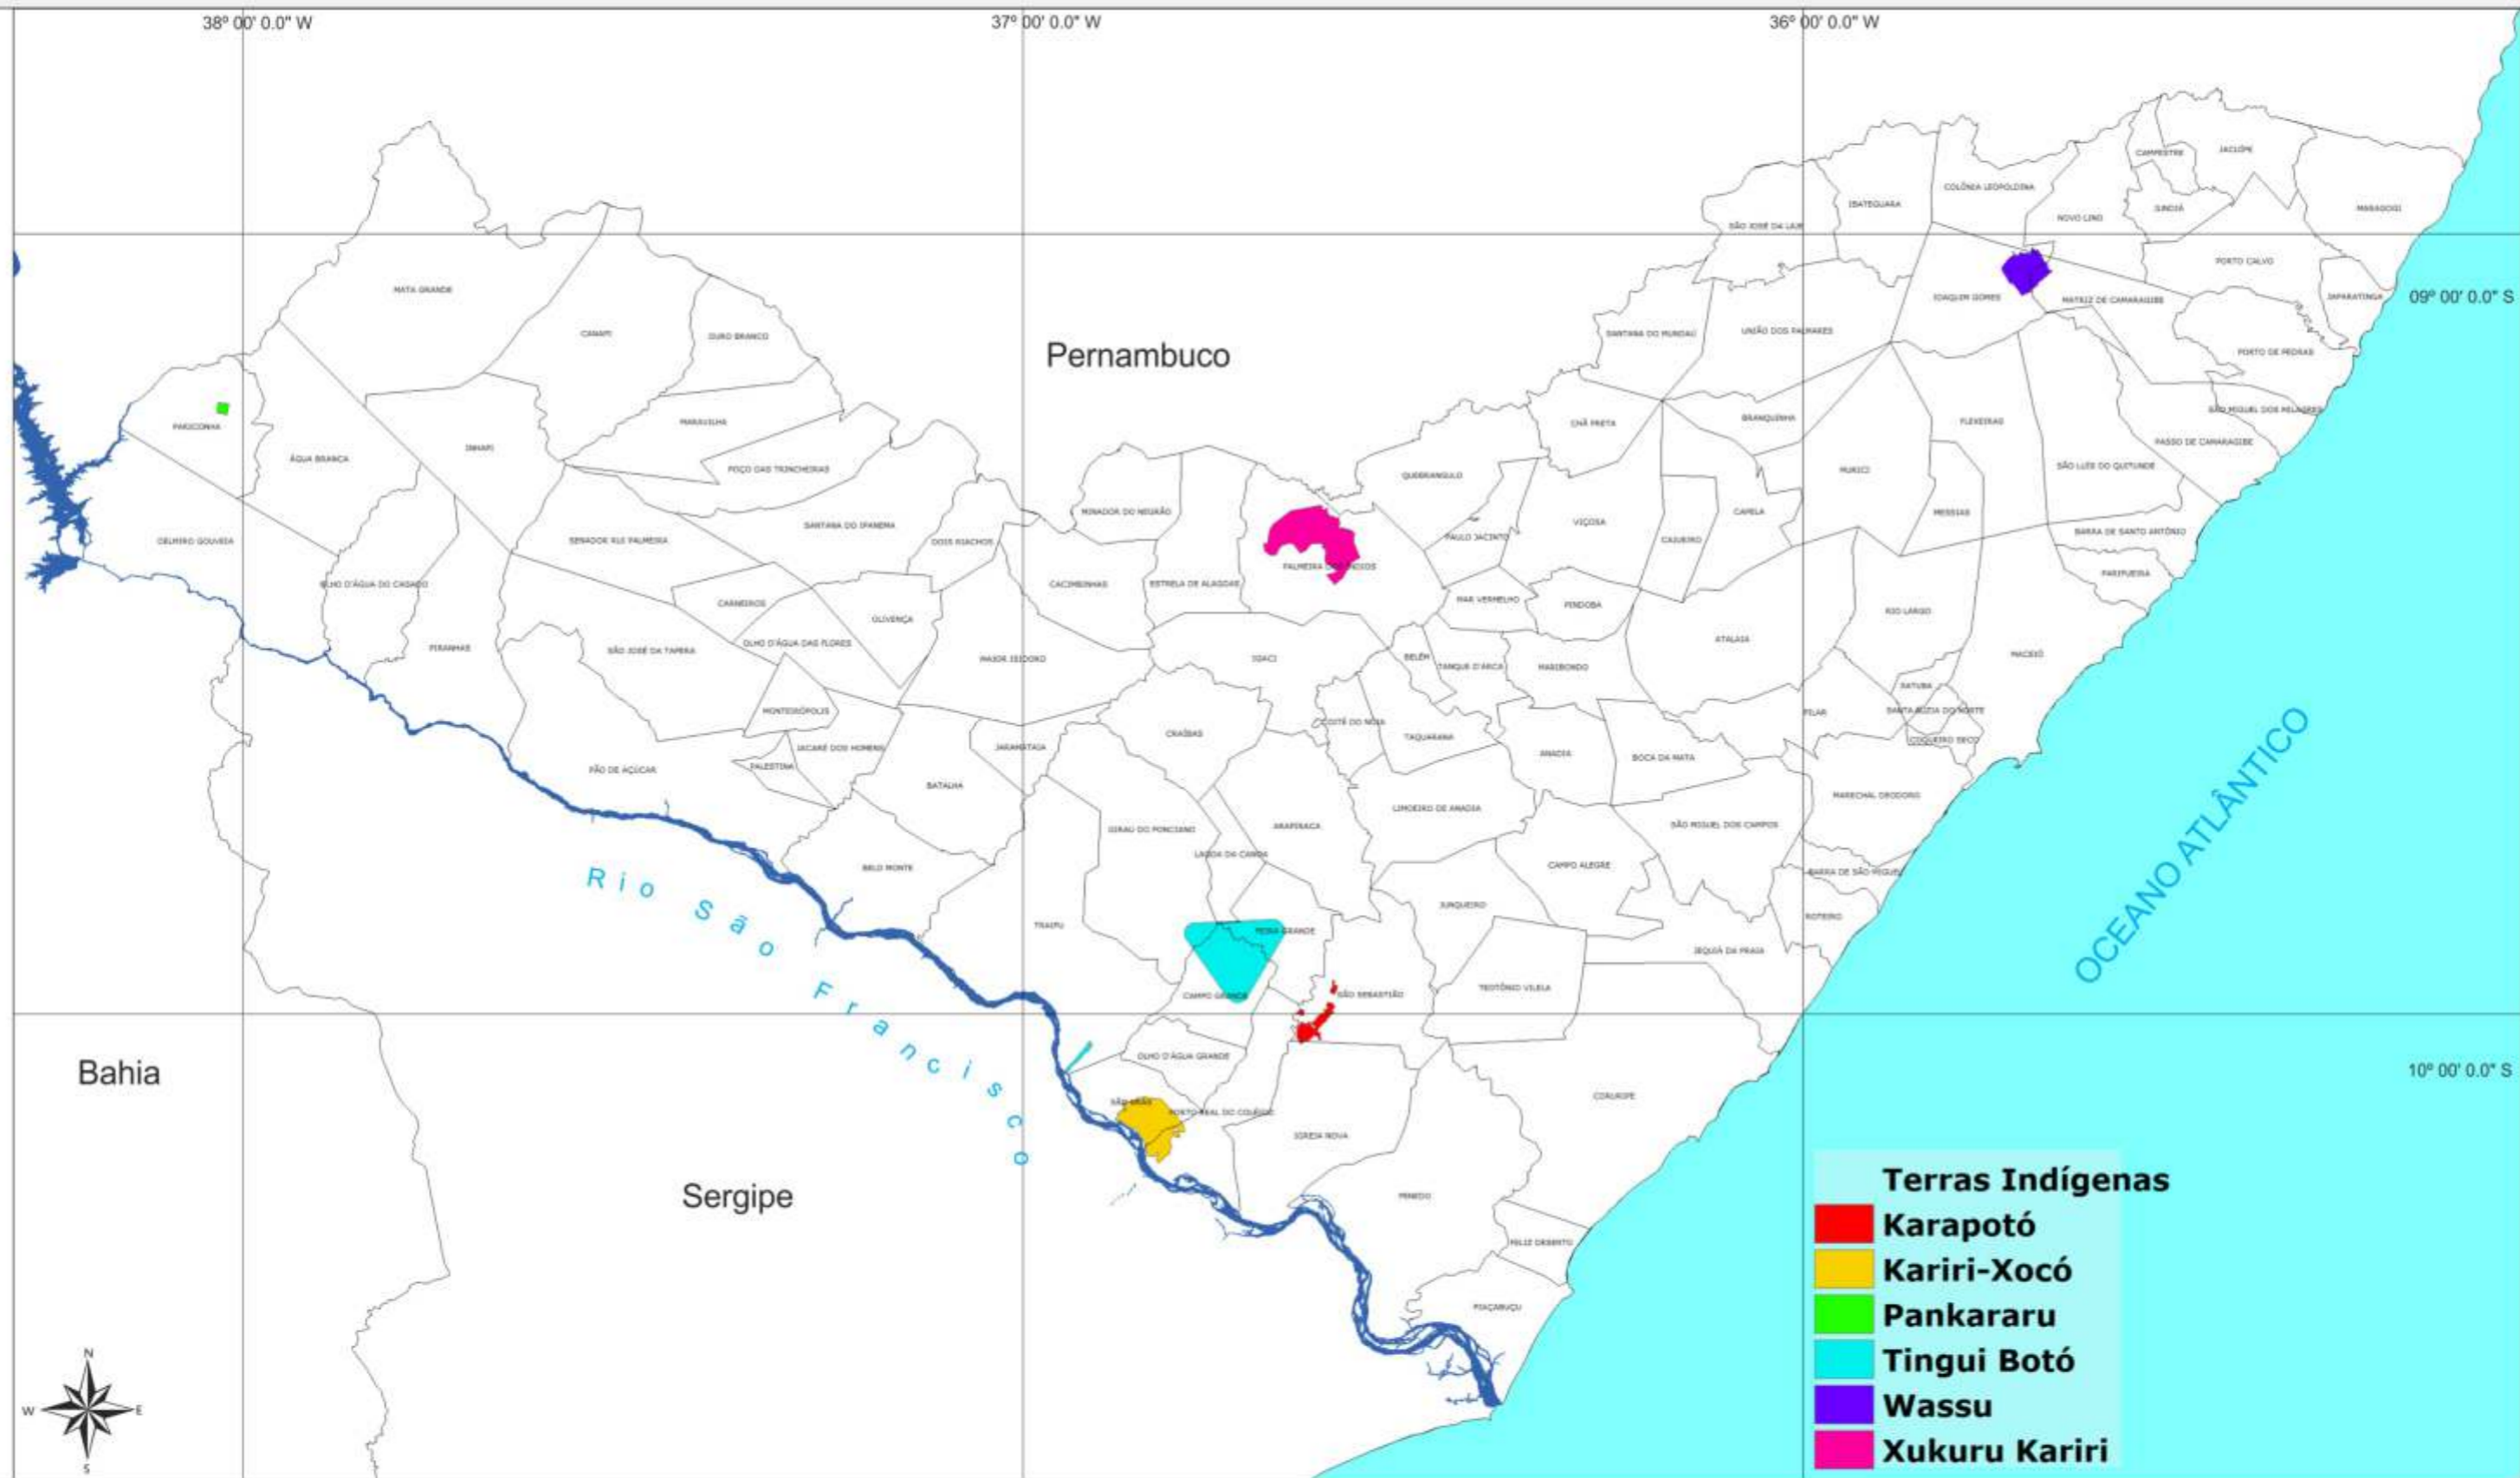 38º 00' 0.0" W
37º 00' 0.0" W
36º 00' 0.0" W
CAMPESTRE
JACUÍPE
COLÔNIA LEOPOLDINA
IBATEGUARA
JUNDIÁ
MARAGOGI
NOVO LINO
SÃO JOSÉ DA LAJE
PORTO CALVO
MATA GRANDE
JOAQUIM GOMES
MATRIZ DE CAMARAGIBE
JAPARATINGA
09º 00' 0.0" S
CANAPI
OURO BRANCO
SANTANA DO MUNDAÚ
UNIÃO DOS PALMARES
Pernambuco
PORTO DE PEDRAS
SÃO MIGUEL DOS MILAGRES
MARAVILHA
CHÃ PRETA
BRANQUINHA
FLEXEIRAS
PARICONHA
PASSO DE CAMARAGIBE
INHAPI
ÁGUA BRANCA
POÇO DAS TRINCHEIRAS
QUEBRANGULO
MURICI
SÃO LUÍS DO QUITUNDE
MINADOR DO NEGRÃO
CAPELA
MESSIAS
SANTANA DO IPANEMA
VIÇOSA
BARRA DE SANTO ANTÔNIO
DELMIRO GOUVEIA
SENADOR RUI PALMEIRA
DOIS RIACHOS
PAULO JACINTO
CAJUEIRO
PALMEIRA DOS ÍNDIOS
PARIPUEIRA
OLHO D'ÁGUA DO CASADO
CACIMBINHAS
ESTRELA DE ALAGOAS
CARNEIROS
MAR VERMELHO
PINDOBA
RIO LARGO
OLIVENÇA
ATALAIA
OLHO D'ÁGUA DAS FLORES
PIRANHAS
SÃO JOSÉ DA TAPERA
MAJOR ISIDORO
IGACI
BELÉM
TANQUE D'ARCA
MARIBONDO
MACEIÓ
SATUBA
MONTEIRÓPOLIS
PILAR
SANTA LUZIA DO NORTE
COITÉ DO NÓIA
CRAÍBAS
TAQUARANA
COQUEIRO SECO
JACARÉ DOS HOMENS
JARAMATAIA
ANADIA
BOCA DA MATA
PALESTINA
PÃO DE AÇÚCAR
BATALHA
MARECHAL DEODORO
LIMOEIRO DE ANADIA
GIRAU DO PONCIANO
ARAPIRACA
SÃO MIGUEL DOS CAMPOS
OCEANO ATLÂNTICO
LAGOA DA CANOA
BELO MONTE
CAMPO ALEGRE
BARRA DE SÃO MIGUEL
Rio São Francisco
JUNQUEIRO
ROTEIRO
TRAIPU
FEIRA GRANDE
JEQUIÁ DA PRAIA
TEOTÔNIO VILELA
CAMPO GRANDE
SÃO SEBASTIÃO
OLHO D'ÁGUA GRANDE
Bahia
10º 00' 0.0" S
CORURIPE
SÃO BRÁS
PORTO REAL DO COLÉGIO
IGREJA NOVA
Sergipe
PENEDO
FELIZ DESERTO
PIAÇABUÇU
Terras Indígenas
Karapotó
Kariri-Xocó
Pankararu
Tingui Botó
Wassu
Xukuru Kariri
N
W
E
S